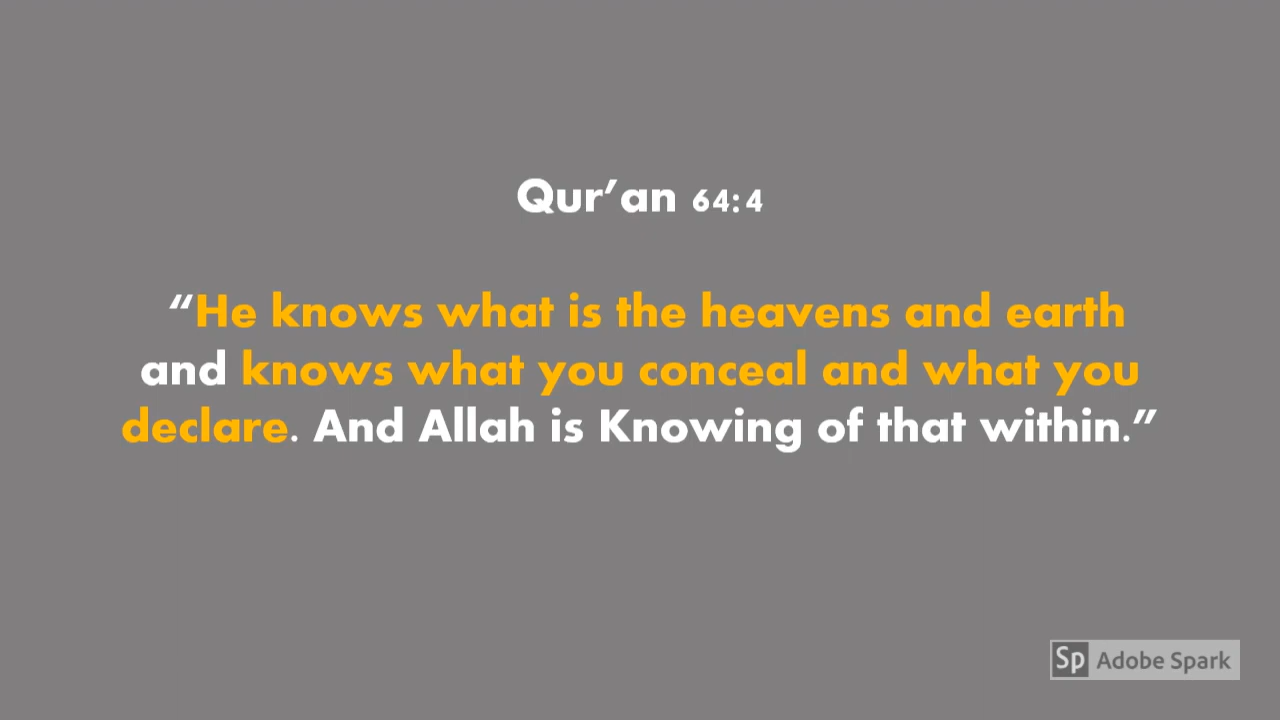 Qur’an 64:4
“He knows what is the heavens and earth
and knows what you conceal and what you
declare. And Allah is Knowing of that within.”
Sp Adobe Spark